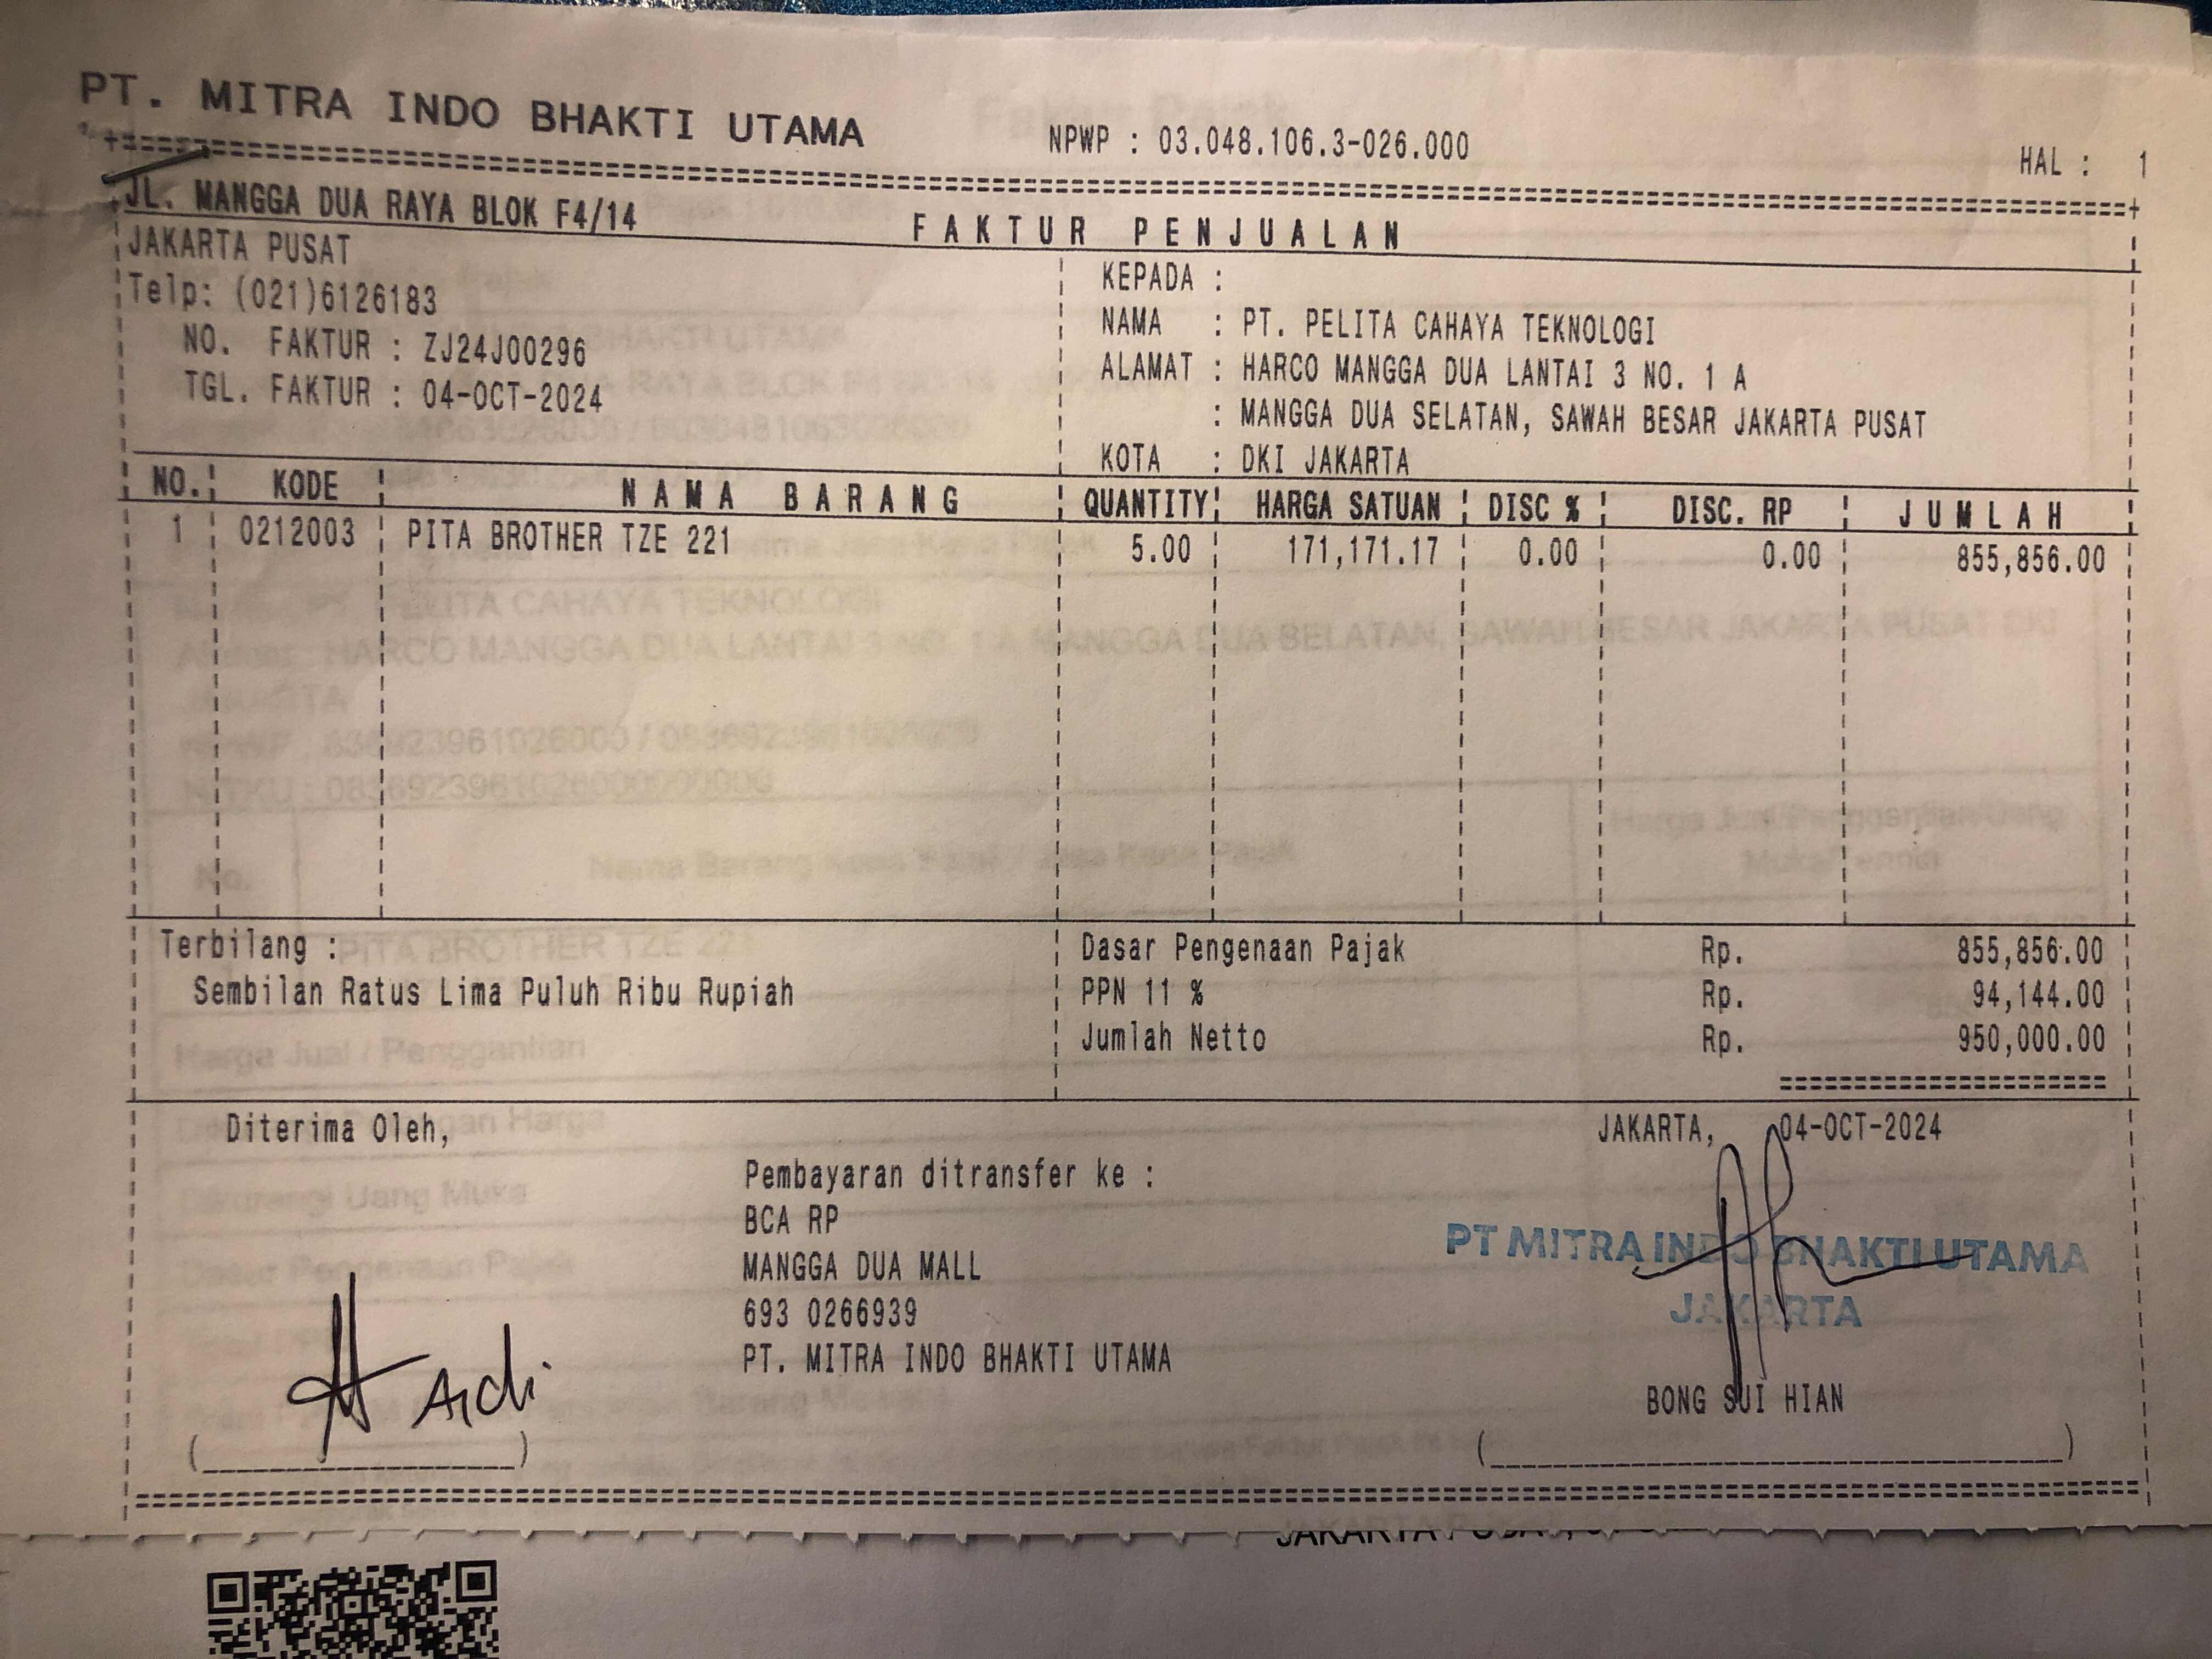 PT. MITRA INDO BHAKTI UTAMA
NPWP : 03.048.106.3-026.000
HAL : 1
JL. MANGGA DUA RAYA BLOK F4/14
FAKTUR PENJUALAN
JAKARTA PUSAT
Telp: (021)6126183
NO. FAKTUR : ZJ24J00296
TGL. FAKTUR : 04-OCT-2024
KEPADA :
NAMA : PT. PELITA CAHAYA TEKNOLOGI
ALAMAT : HARCO MANGGA DUA LANTAI 3 NO. 1 A
: MANGGA DUA SELATAN, SAWAH BESAR JAKARTA PUSAT
KOTA : DKI JAKARTA
NO. KODE NAMA BARANG QUANTITY HARGA SATUAN DISC % DISC. RP JUMLAH
1 0212003 PITA BROTHER TZE 221 5.00 171,171.17 0.00 0.00 855,856.00
Terbilang :
Sembilan Ratus Lima Puluh Ribu Rupiah
Dasar Pengenaan Pajak Rp. 855,856.00
PPN 11 % Rp. 94,144.00
Jumlah Netto Rp. 950,000.00
Diterima Oleh,
JAKARTA, 04-OCT-2024
Pembayaran ditransfer ke :
BCA RP
MANGGA DUA MALL
693 0266939
PT. MITRA INDO BHAKTI UTAMA
PT MITRA INDO BHAKTI UTAMA
JAKARTA
Ardi
BONG SUI HIAN